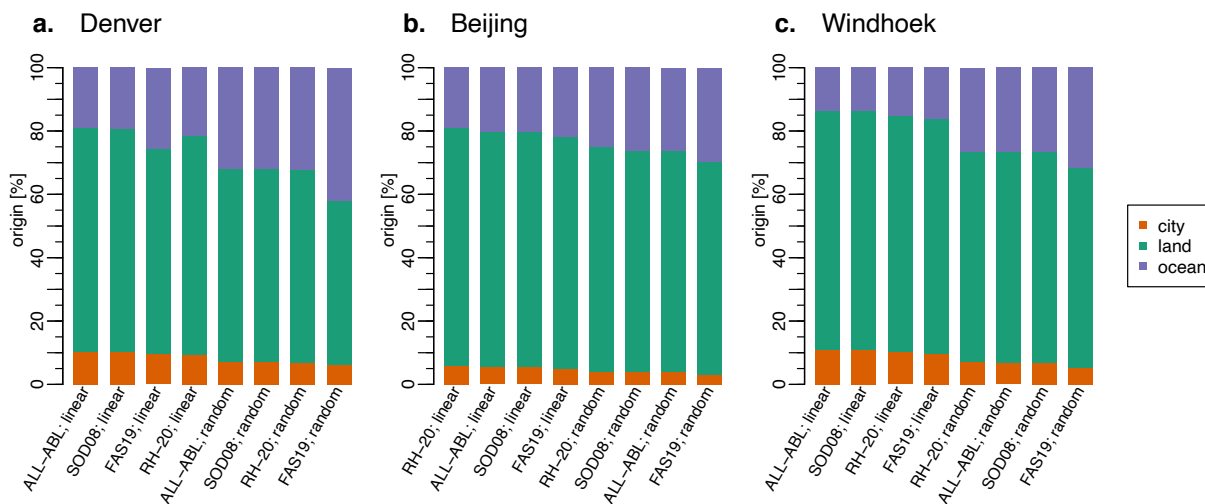 a. Denver
origin [%]
0
20
40
60
80
100
ALL−ABL; linear
SOD08; linear
FAS19; linear
RH−20; linear
ALL−ABL; random
SOD08; random
RH−20; random
FAS19; random
b. Beijing
origin [%]
0
20
40
60
80
100
RH−20; linear
ALL−ABL; linear
SOD08; linear
FAS19; linear
RH−20; random
SOD08; random
ALL−ABL; random
FAS19; random
c. Windhoek
origin [%]
0
20
40
60
80
100
ALL−ABL; linear
SOD08; linear
RH−20; linear
FAS19; linear
RH−20; random
ALL−ABL; random
SOD08; random
FAS19; random
city
land
ocean